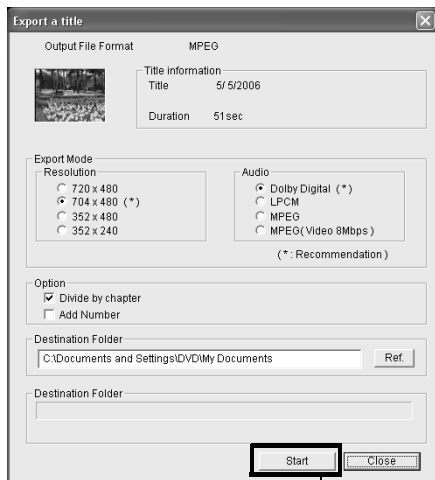 Export a title
Output File Format MPEG
Title information
Title 5/ 5/2006
Duration 51sec
Export Mode
Resolution
720 x 480
704 x 480 (*)
352 x 480
352 x 240
Audio
Dolby Digital (*)
LPCM
MPEG
MPEG( Video 8Mbps )
( * : Recommendation )
Option
Divide by chapter
Add Number
Destination Folder
C:\Documents and Settings\DVD\My Documents Ref.
Destination Folder
Start Close